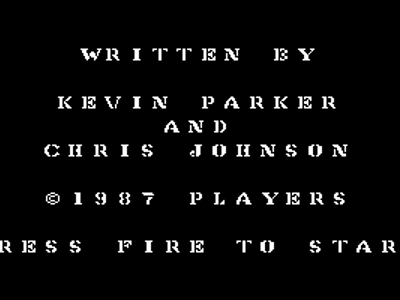 WRITTEN BY
KEVIN PARKER
AND
CHRIS JOHNSON
©1987 PLAYERS
RESS FIRE TO STAR